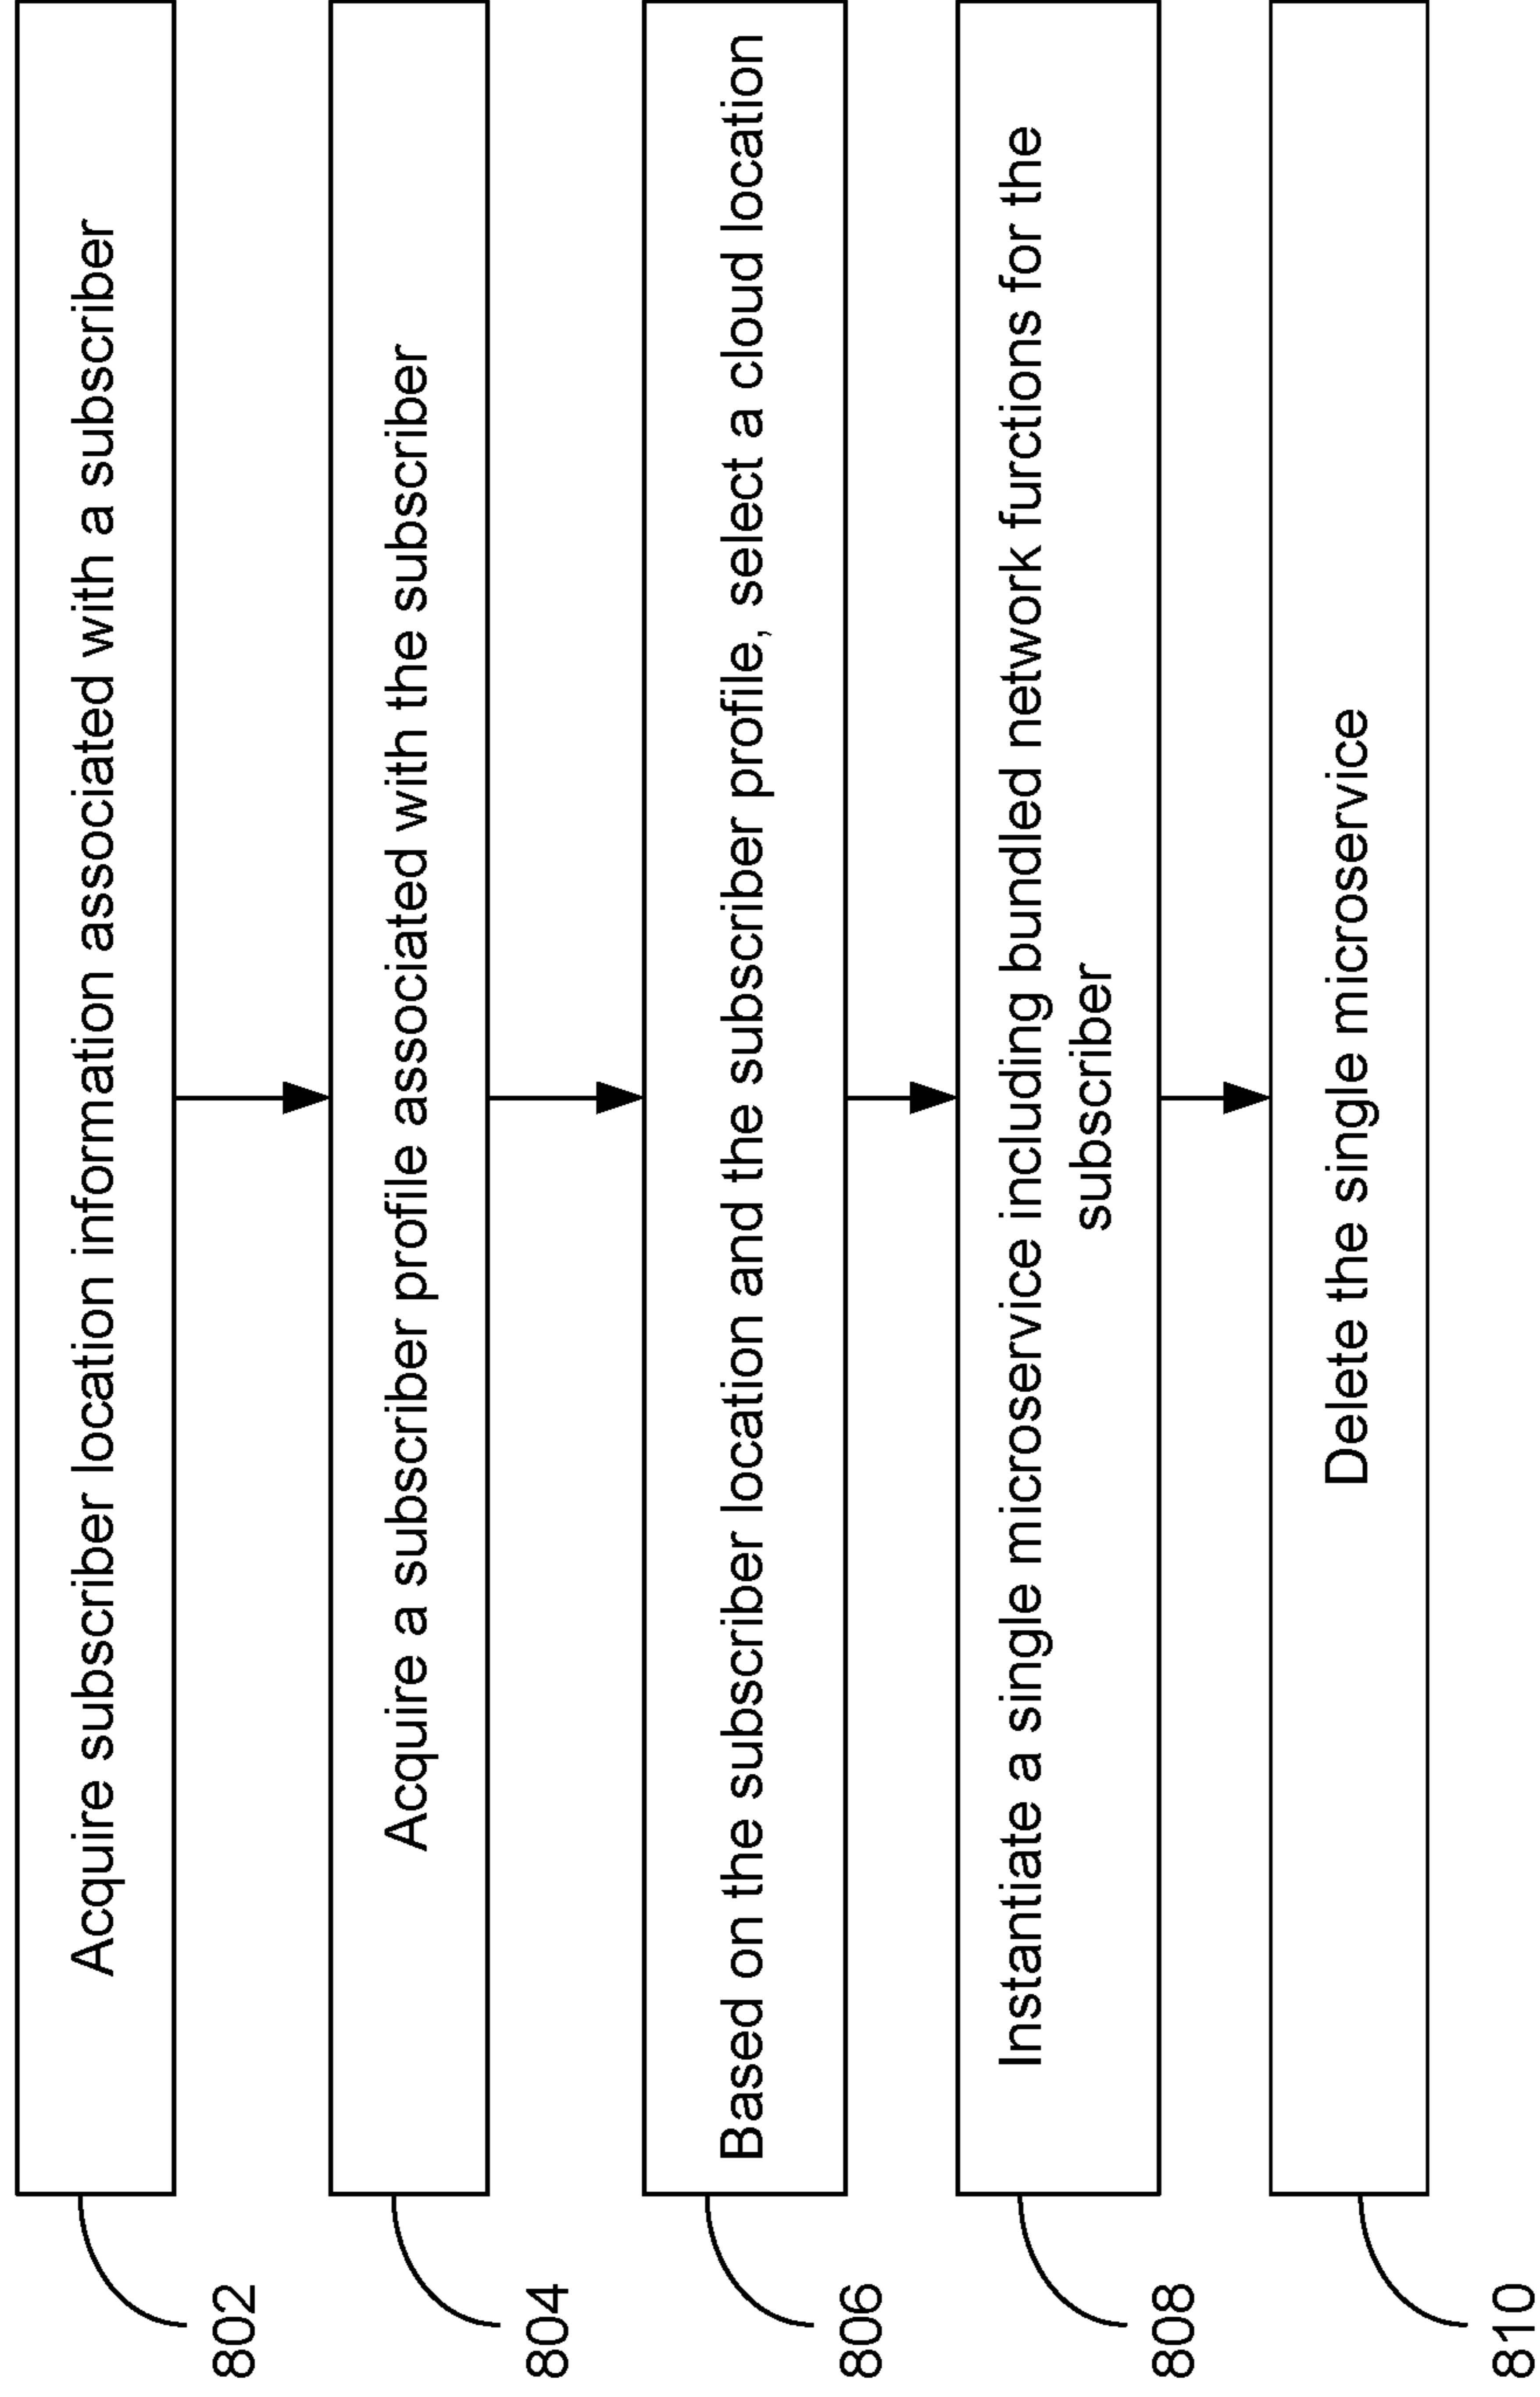 Acquire subscriber location information associated with a subscriber
802
Acquire a subscriber profile associated with the subscriber
804
Based on the subscriber location and the subscriber profile, select a cloud location
806
Instantiate a single microservice including bundled network functions for the
subscriber
808
Delete the single microservice
810